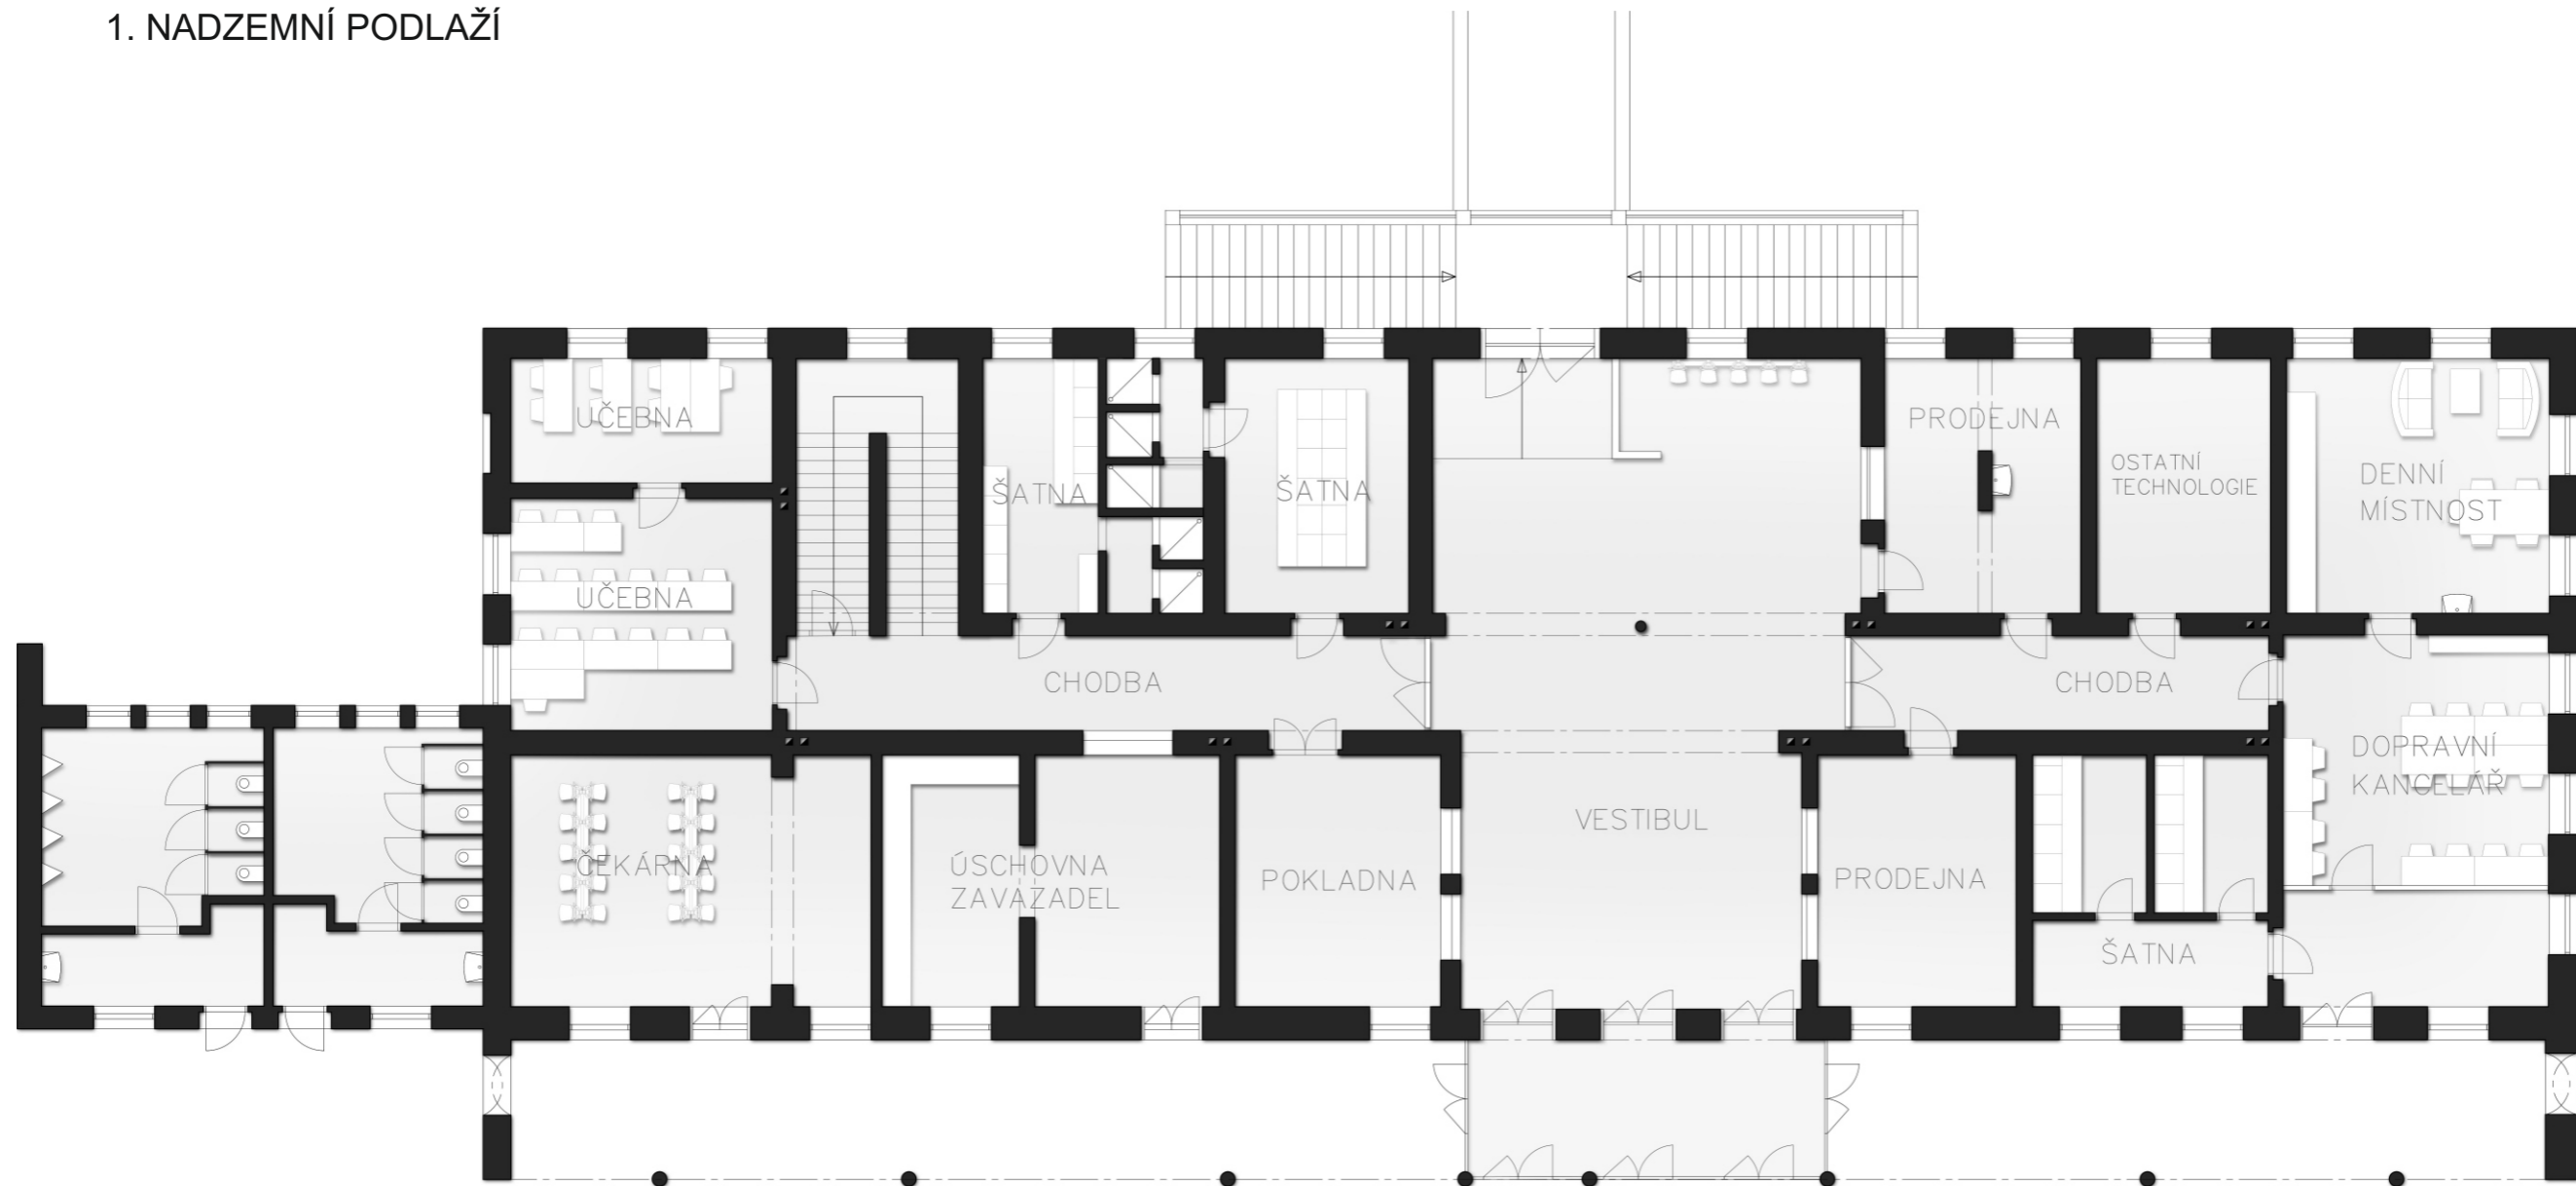 1. NADZEMNÍ PODLAŽÍ
UČEBNA
PRODEJNA
OSTATNÍ
TECHNOLOGIE
DENNÍ
MÍSTNOST
ŠATNA
ŠATNA
UČEBNA
CHODBA
CHODBA
DOPRAVNÍ
KANCELÁŘ
VESTIBUL
ČEKÁRNA
ÚSCHOVNA
ZAVAZADEL
POKLADNA
PRODEJNA
ŠATNA